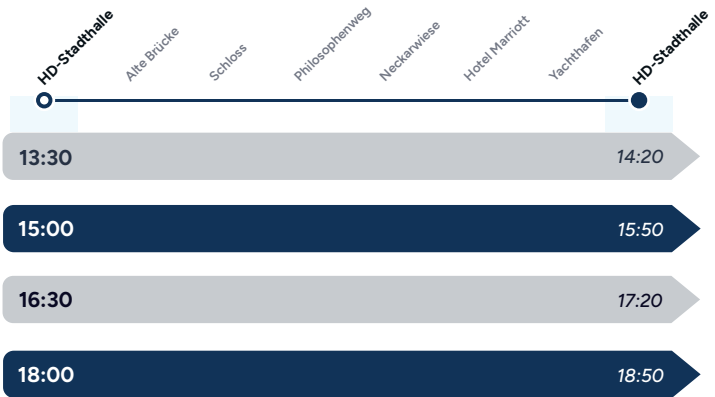 HD-Stadthalle
Alte Brücke
Schloss
Philosophenweg
Neckarwiese
Hotel Marriott
Yachthafen
HD-Stadthalle
13:30 14:20
15:00 15:50
16:30 17:20
18:00 18:50